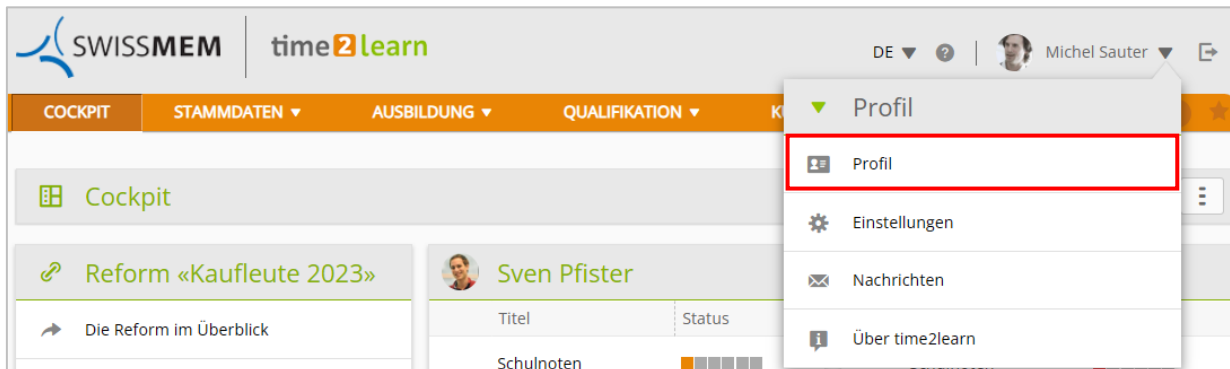 SWISSMEM time2learn DE Michel Sauter
COCKPIT STAMMDATEN AUSBILDUNG QUALIFIKATION
Profil
Profil
Einstellungen
Nachrichten
Über time2learn
Cockpit
Reform «Kaufleute 2023»
Die Reform im Überblick
Sven Pfister
Titel Status
Schulnoten